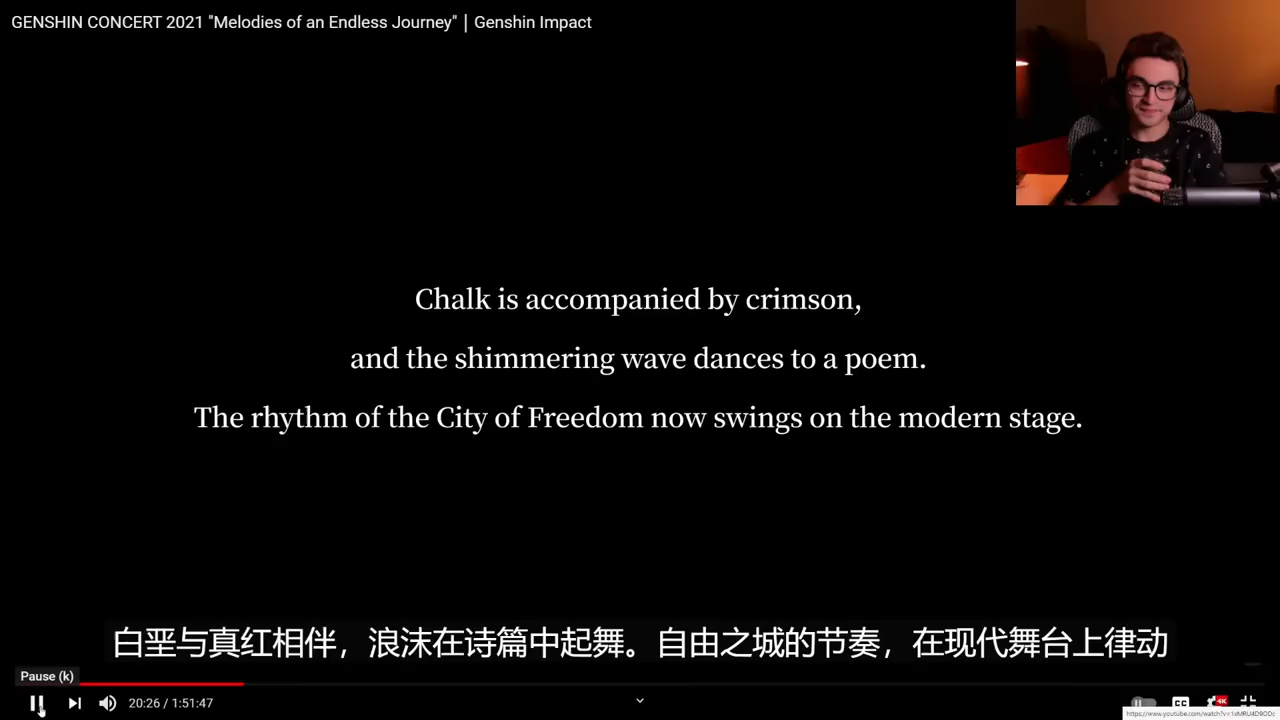 GENSHIN CONCERT 2021 "Melodies of an Endless Journey"｜Genshin Impact
Chalk is accompanied by crimson,
and the shimmering wave dances to a poem.
The rhythm of the City of Freedom now swings on the modern stage.
白垩与真红相伴，浪沫在诗篇中起舞。自由之城的节奏，在现代舞台上律动
Pause (k)
20:26 / 1:51:47
CC
4K